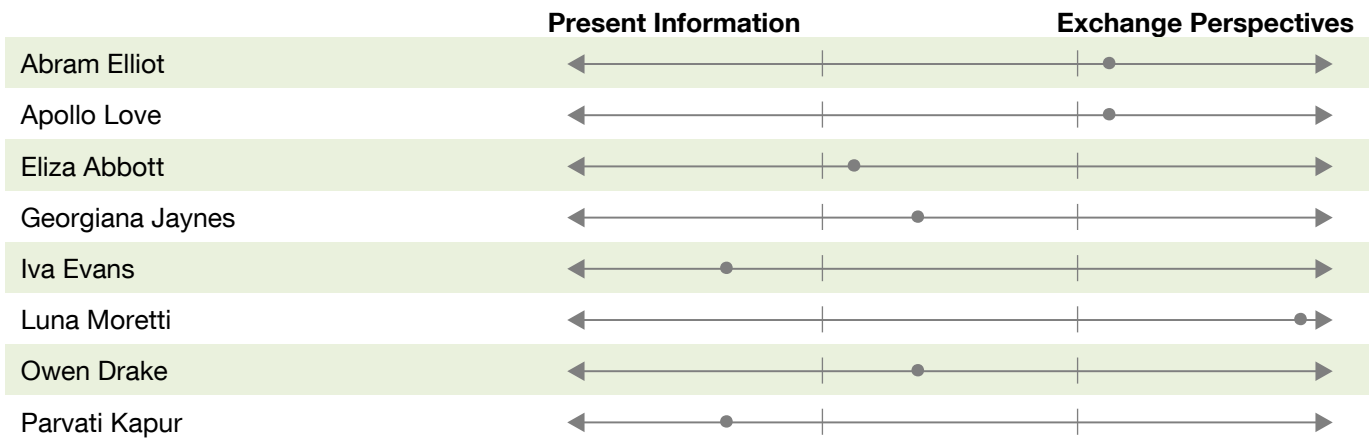 Present Information Exchange Perspectives
Abram Elliot
Apollo Love
Eliza Abbott
Georgiana Jaynes
Iva Evans
Luna Moretti
Owen Drake
Parvati Kapur